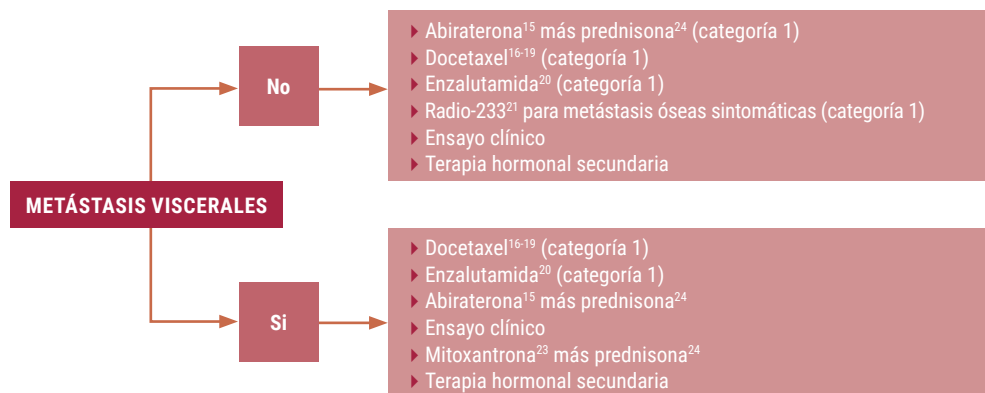 No
▸ Abiraterona¹⁵ más prednisona²⁴ (categoría 1)
▸ Docetaxel¹⁶⁻¹⁹ (categoría 1)
▸ Enzalutamida²⁰ (categoría 1)
▸ Radio-233²¹ para metástasis óseas sintomáticas (categoría 1)
▸ Ensayo clínico
▸ Terapia hormonal secundaria
METÁSTASIS VISCERALES
Si
▸ Docetaxel¹⁶⁻¹⁹ (categoría 1)
▸ Enzalutamida²⁰ (categoría 1)
▸ Abiraterona¹⁵ más prednisona²⁴
▸ Ensayo clínico
▸ Mitoxantrona²³ más prednisona²⁴
▸ Terapia hormonal secundaria